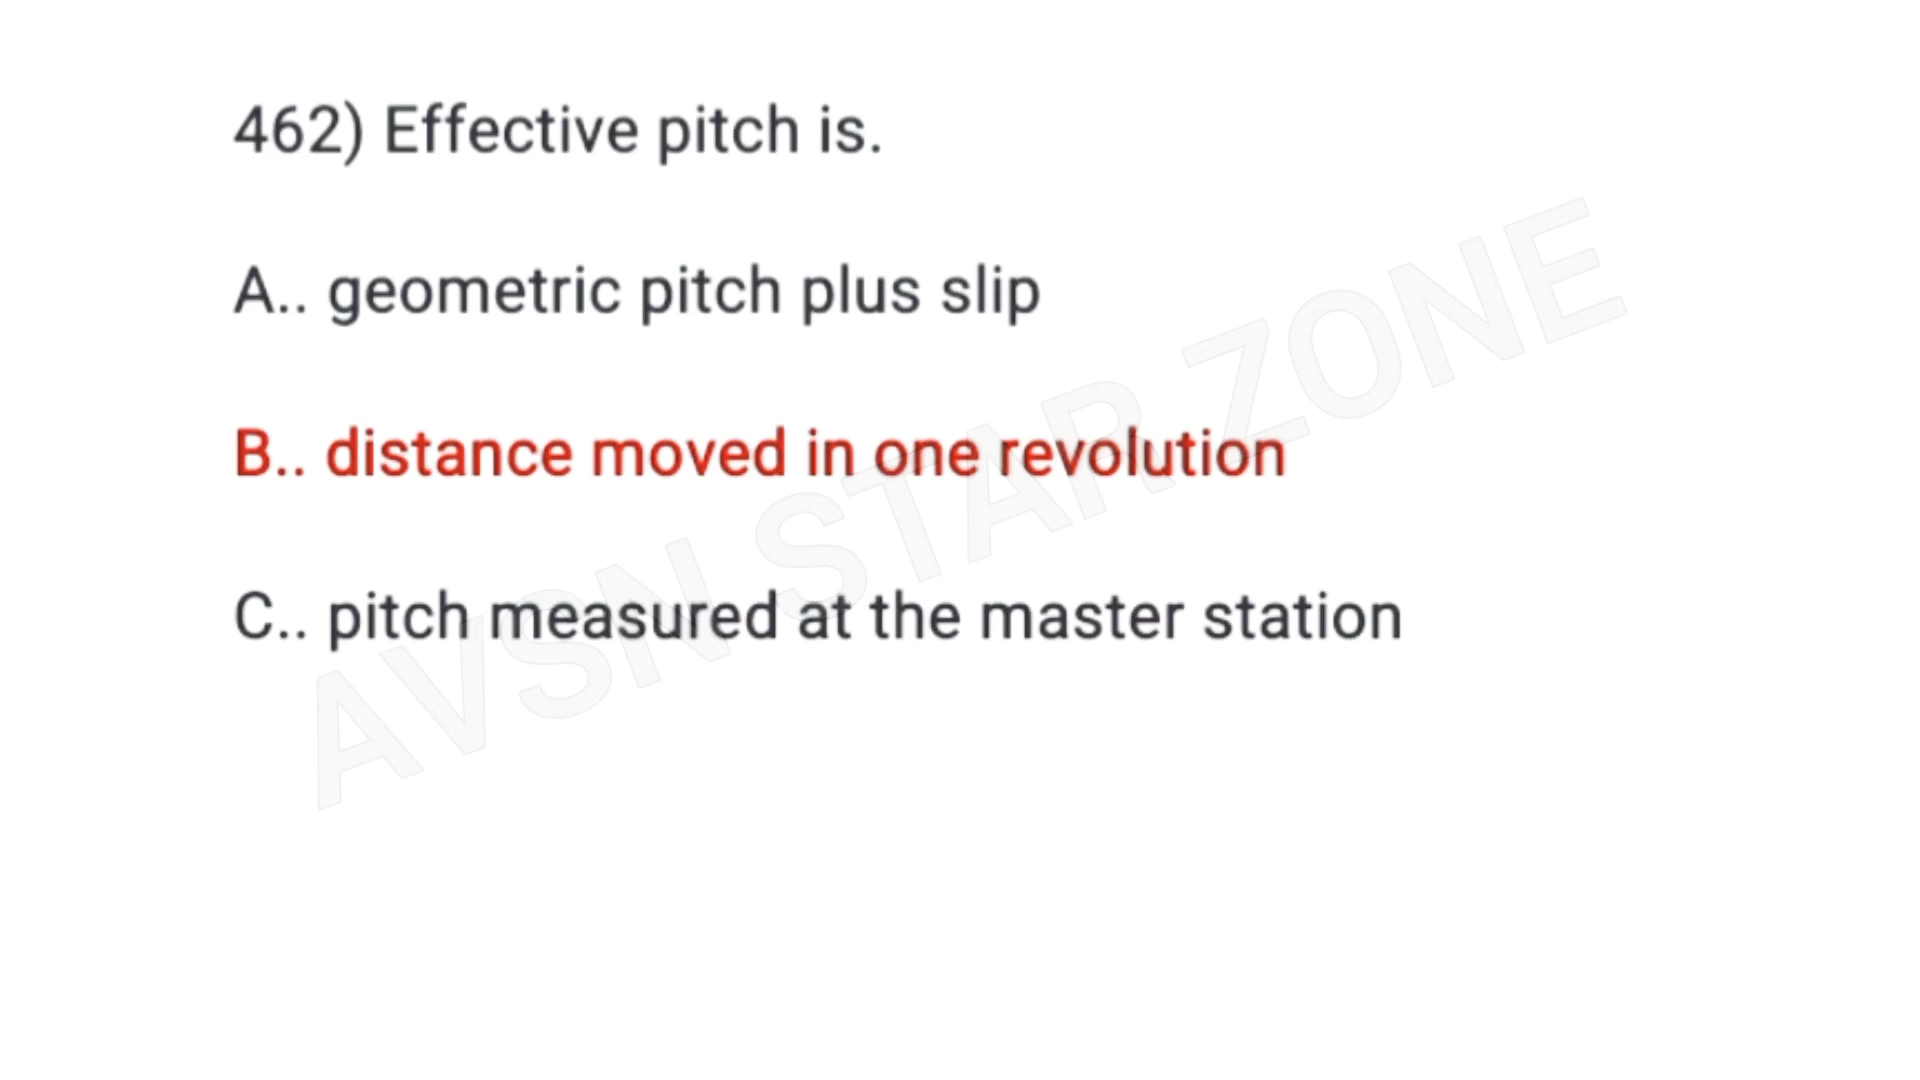 462) Effective pitch is.
A.. geometric pitch plus slip
B.. distance moved in one revolution
C.. pitch measured at the master station
AVSN STAR ZONE